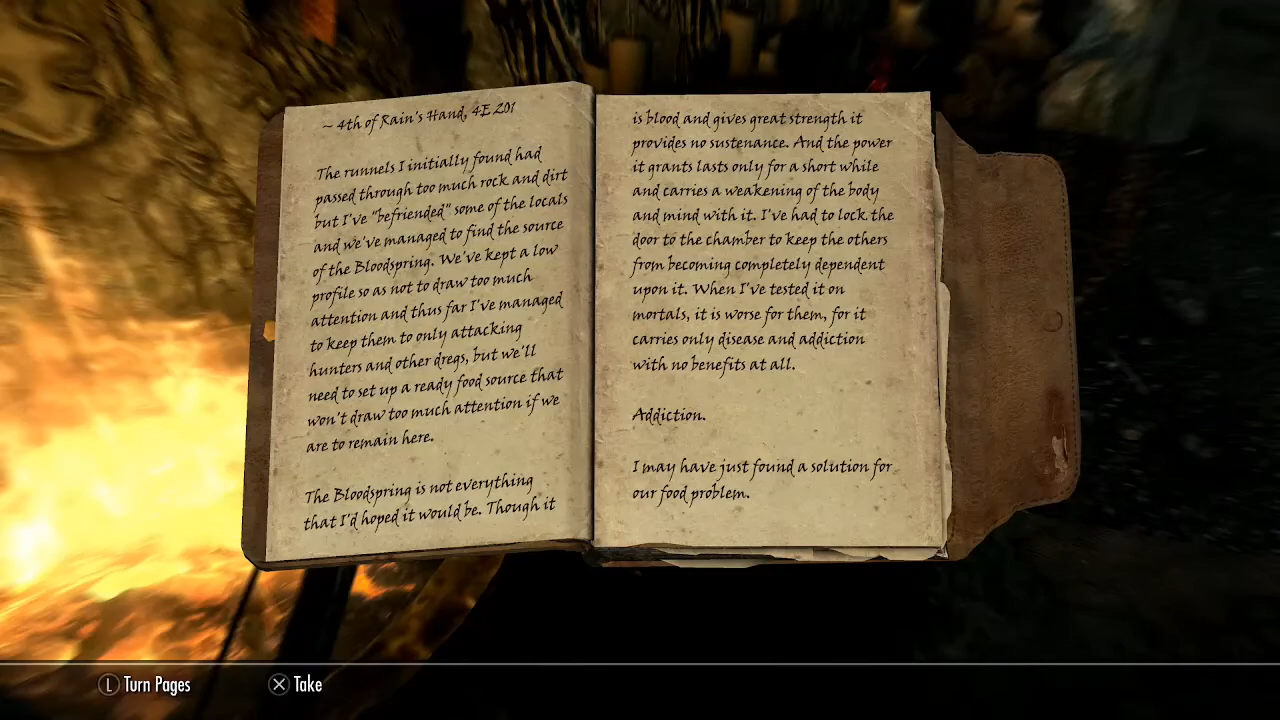 ~ 4th of Rain's Hand, 4E 201
The runnels I initially found had
passed through too much rock and dirt
but I've "befriended" some of the locals
and we've managed to find the source
of the Bloodspring. We've kept a low
profile so as not to draw too much
attention and thus far I've managed
to keep them to only attacking
hunters and other dregs, but we'll
need to set up a ready food source that
won't draw too much attention if we
are to remain here.
The Bloodspring is not everything
that I'd hoped it would be. Though it
is blood and gives great strength it
provides no sustenance. And the power
it grants lasts only for a short while
and carries a weakening of the body
and mind with it. I've had to lock the
door to the chamber to keep the others
from becoming completely dependent
upon it. When I've tested it on
mortals, it is worse for them, for it
carries only disease and addiction
with no benefits at all.
Addiction.
I may have just found a solution for
our food problem.
L Turn Pages X Take